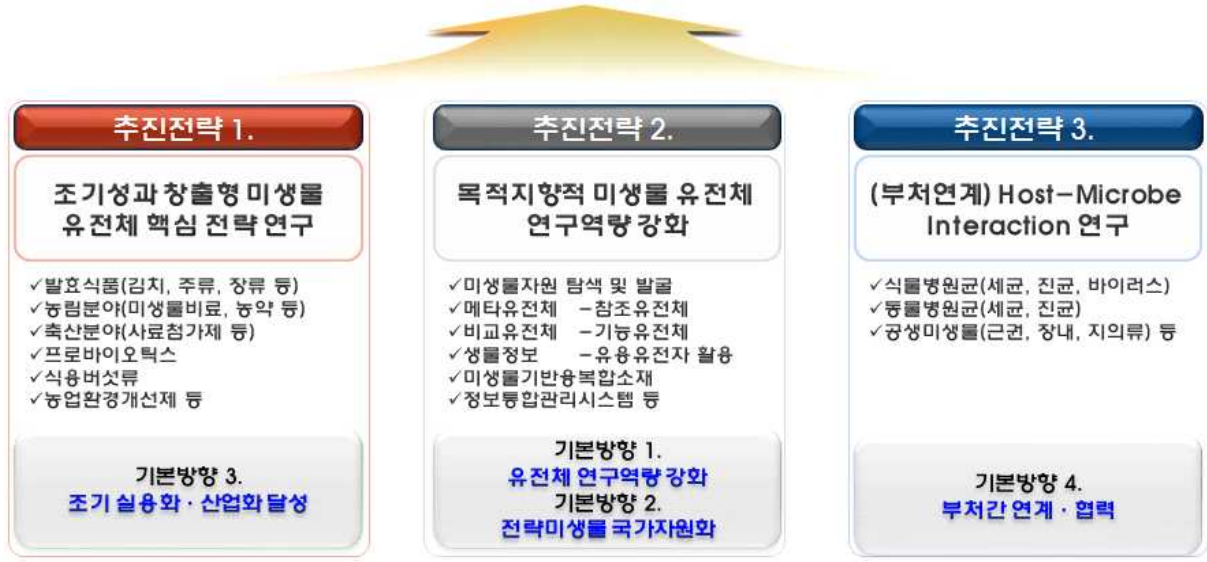 추진전략 1.
조기성과 창출형 미생물
유전체 핵심 전략 연구
✓발효식품(김치, 주류, 장류 등)
✓농림분야(미생물비료, 농약 등)
✓축산분야(사료첨가제 등)
✓프로바이오틱스
✓식용버섯류
✓농업환경개선제 등
기본방향 3.
조기 실용화 · 산업화 달성
추진전략 2.
목적지향적 미생물 유전체
연구역량 강화
✓미생물자원 탐색 및 발굴
✓메타유전체 －참조유전체
✓비교유전체 －기능유전체
✓생물정보 －유용유전자 활용
✓미생물기반융복합소재
✓정보통합관리시스템 등
기본방향 1.
유전체 연구역량 강화
기본방향 2.
전략미생물 국가자원화
추진전략 3.
(부처연계) Host－Microbe
Interaction 연구
✓식물병원균(세균, 진균, 바이러스)
✓동물병원균(세균, 진균)
✓공생미생물(근권, 장내, 지의류) 등
기본방향 4.
부처간 연계 · 협력